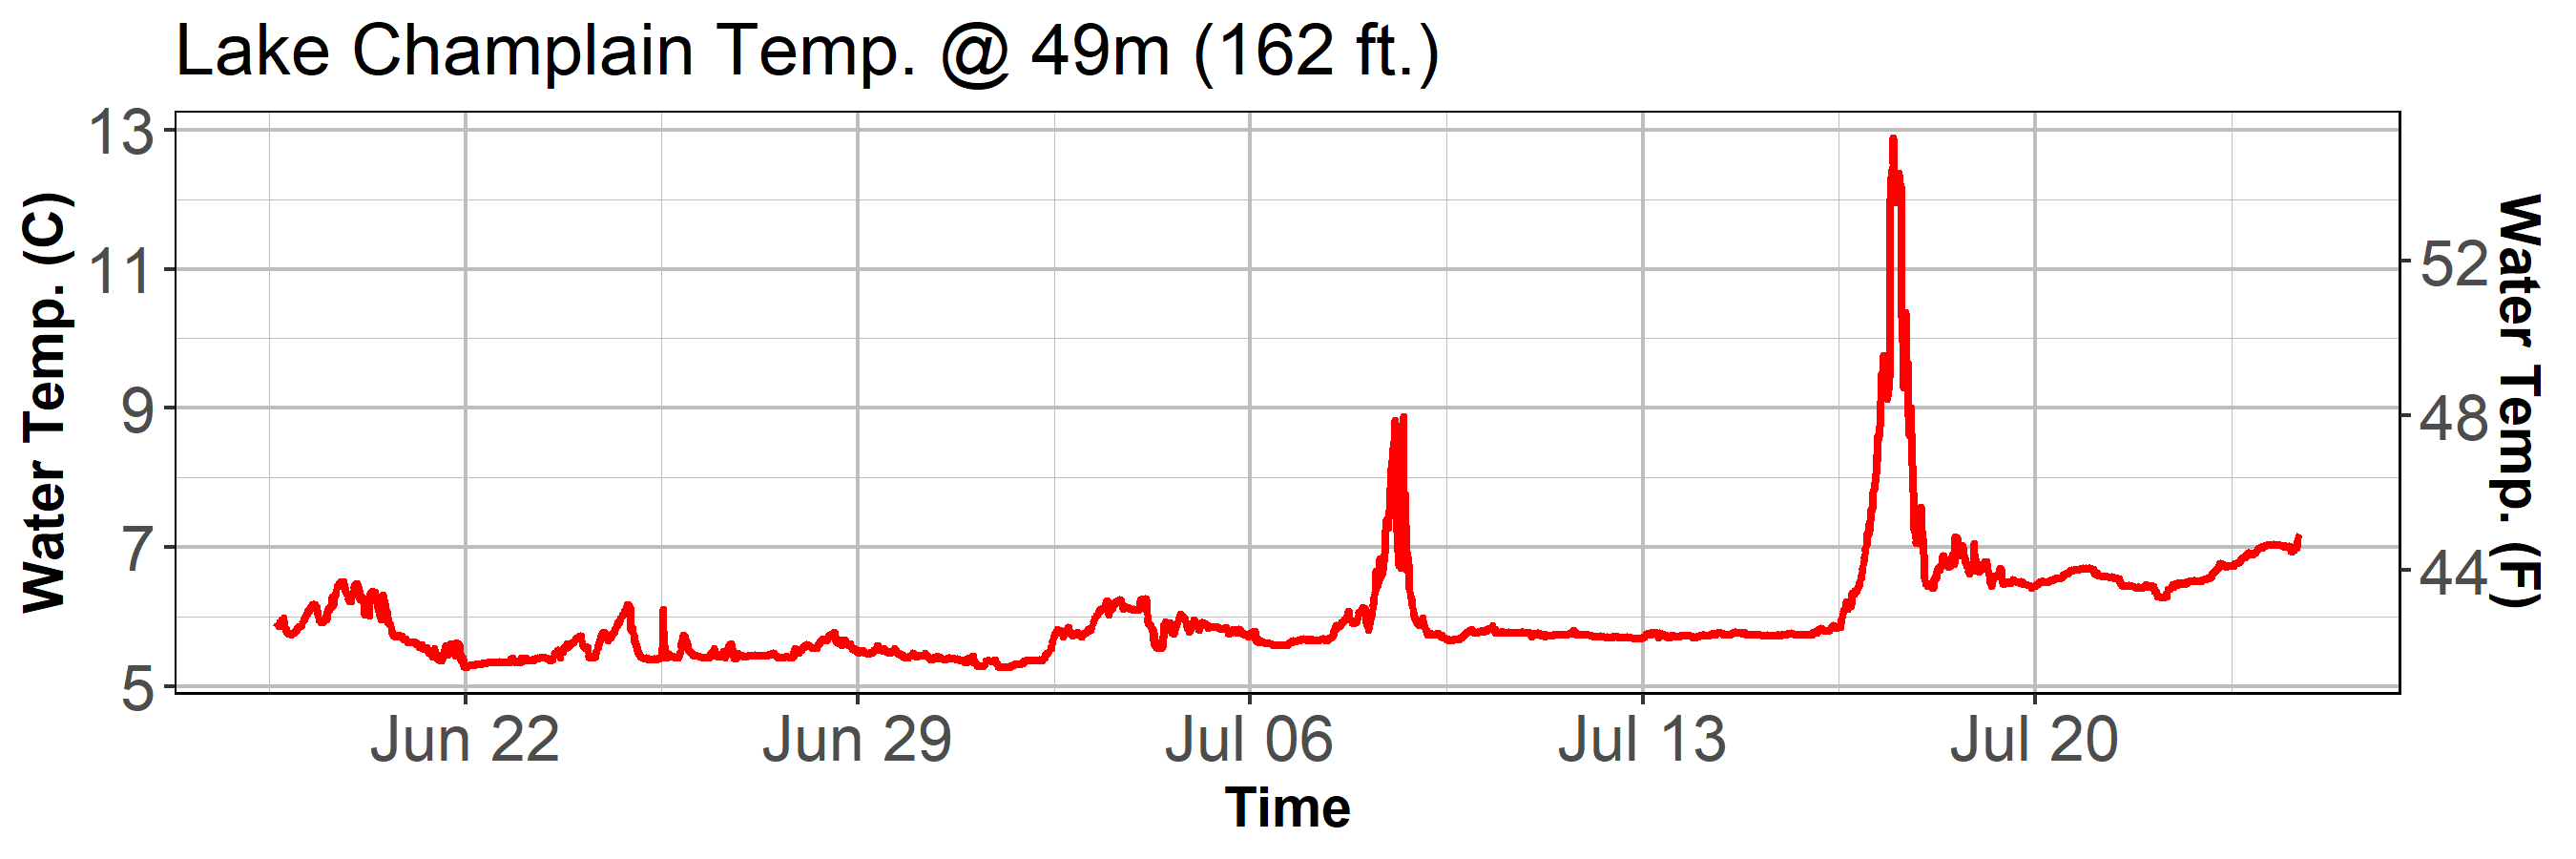 Lake Champlain Temp. @ 49m (162 ft.)
Water Temp. (C)
13
11
9
7
5
52
48
44
Water Temp. (F)
Jun 22 Jun 29 Jul 06 Jul 13 Jul 20
Time